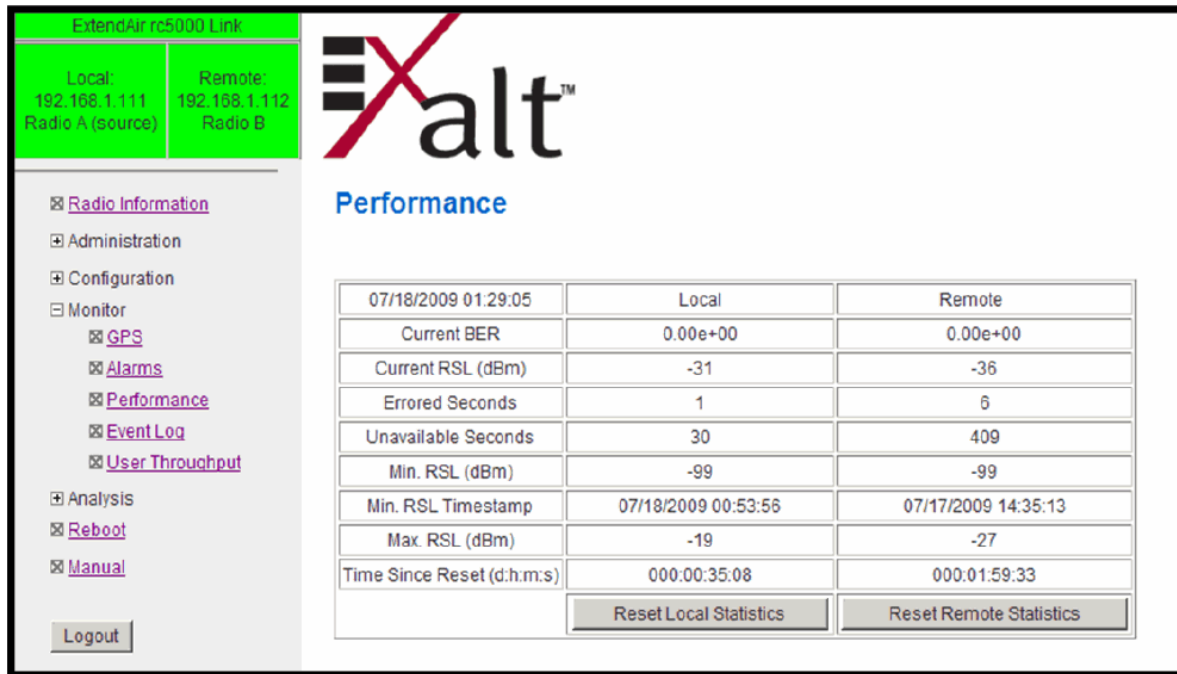 ExtendAir rc5000 Link
Local:
192.168.1.111
Radio A (source)
Remote:
192.168.1.112
Radio B
Exalt™
Radio Information
Administration
Configuration
Monitor
GPS
Alarms
Performance
Event Log
User Throughput
Analysis
Reboot
Manual
Logout
Performance
07/18/2009 01:29:05 Local Remote
Current BER 0.00e+00 0.00e+00
Current RSL (dBm) -31 -36
Errored Seconds 1 6
Unavailable Seconds 30 409
Min. RSL (dBm) -99 -99
Min. RSL Timestamp 07/18/2009 00:53:56 07/17/2009 14:35:13
Max. RSL (dBm) -19 -27
Time Since Reset (d:h:m:s) 000:00:35:08 000:01:59:33
Reset Local Statistics Reset Remote Statistics